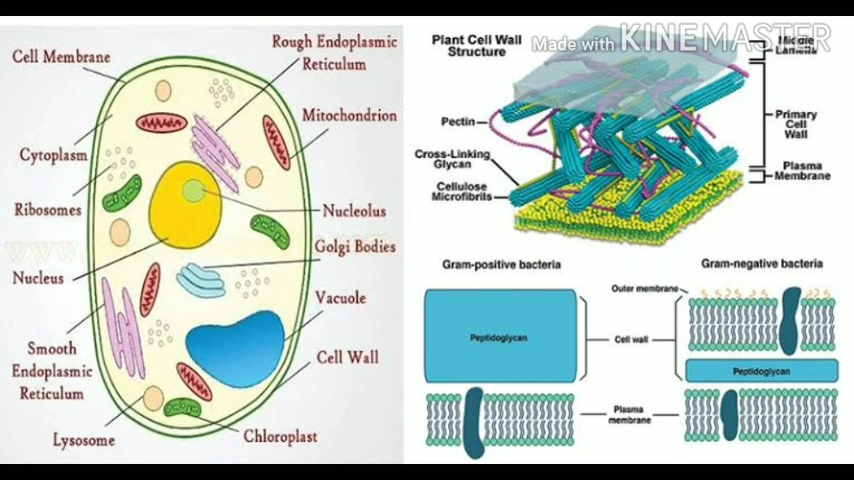 Cell Membrane
Rough Endoplasmic
Reticulum
Mitochondrion
Cytoplasm
Ribosomes
Nucleolus
Golgi Bodies
Nucleus
Vacuole
Smooth
Endoplasmic
Reticulum
Cell Wall
Lysosome
Chloroplast
Plant Cell Wall
Structure
Made with KINEMASTER
Middle
Lamella
Pectin
Primary
Cell
Wall
Cross-Linking
Glycan
Plasma
Membrane
Cellulose
Microfibrils
Gram-positive bacteria
Gram-negative bacteria
Outer membrane
Peptidoglycan
Cell wall
Peptidoglycan
Plasma
membrane